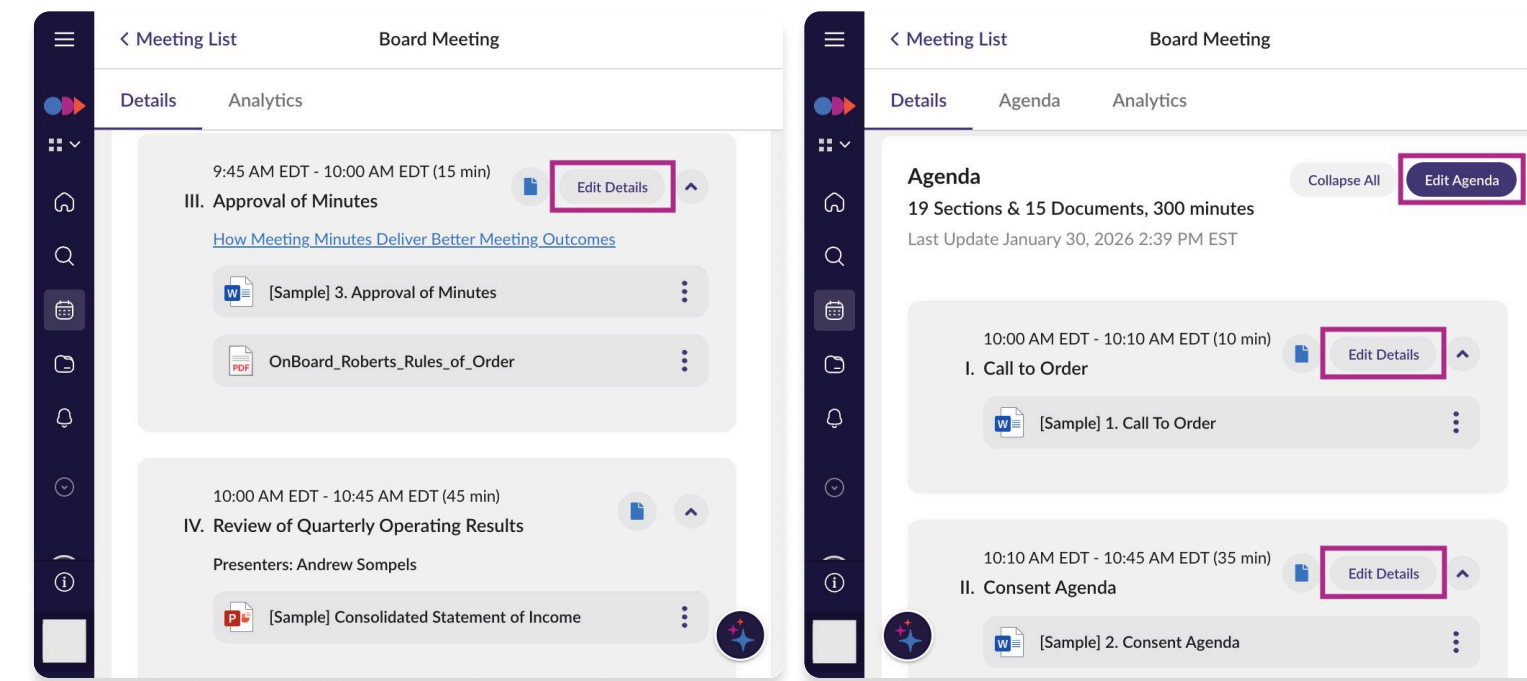 < Meeting List
Board Meeting
Details
Analytics
9:45 AM EDT - 10:00 AM EDT (15 min)
Edit Details
III. Approval of Minutes
How Meeting Minutes Deliver Better Meeting Outcomes
W
[Sample] 3. Approval of Minutes
PDF
OnBoard_Roberts_Rules_of_Order
10:00 AM EDT - 10:45 AM EDT (45 min)
IV. Review of Quarterly Operating Results
Presenters: Andrew Sompels
P
[Sample] Consolidated Statement of Income
< Meeting List
Board Meeting
Details
Agenda
Analytics
Agenda
Collapse All
Edit Agenda
19 Sections & 15 Documents, 300 minutes
Last Update January 30, 2026 2:39 PM EST
10:00 AM EDT - 10:10 AM EDT (10 min)
Edit Details
I. Call to Order
W
[Sample] 1. Call To Order
10:10 AM EDT - 10:45 AM EDT (35 min)
Edit Details
II. Consent Agenda
W
[Sample] 2. Consent Agenda